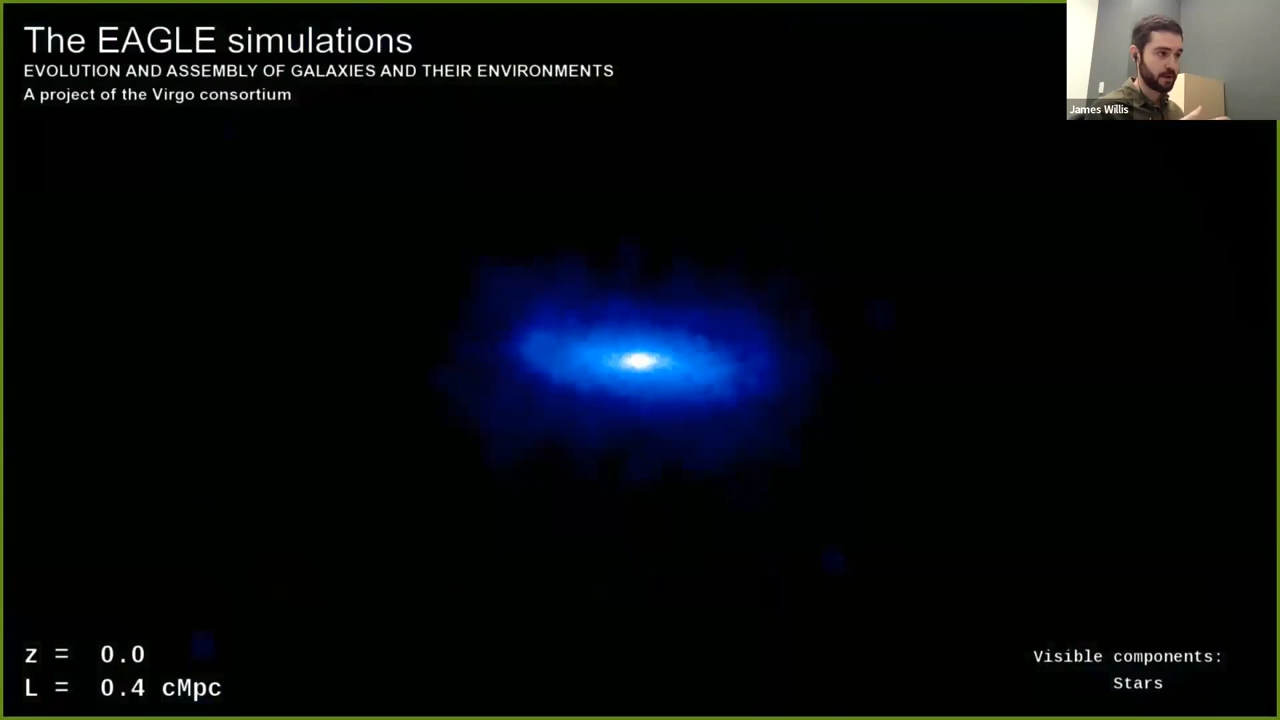 The EAGLE simulations
EVOLUTION AND ASSEMBLY OF GALAXIES AND THEIR ENVIRONMENTS
A project of the Virgo consortium
James Willis
z = 0.0
L = 0.4 cMpc
Visible components:
Stars